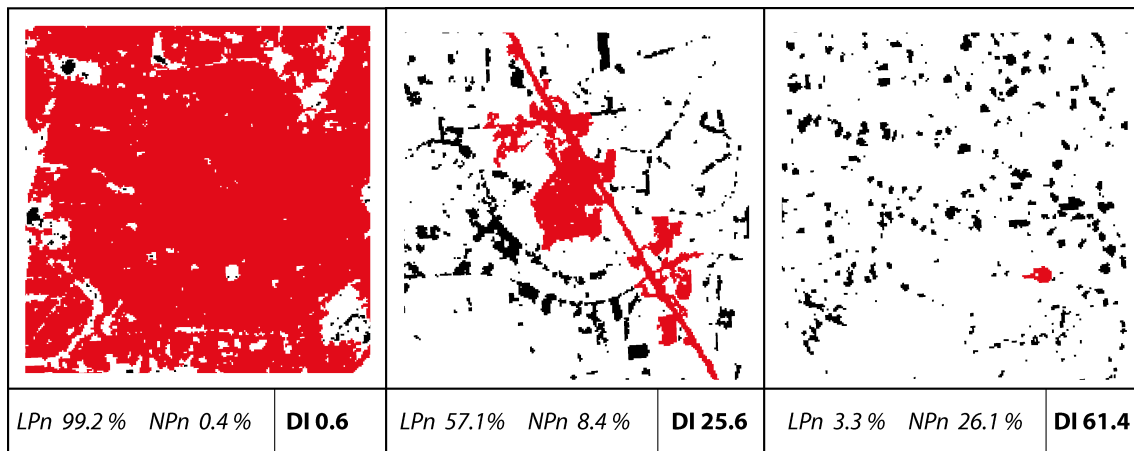 LPn 99.2 % NPn 0.4 % DI 0.6
LPn 57.1% NPn 8.4 % DI 25.6
LPn 3.3 % NPn 26.1 % DI 61.4